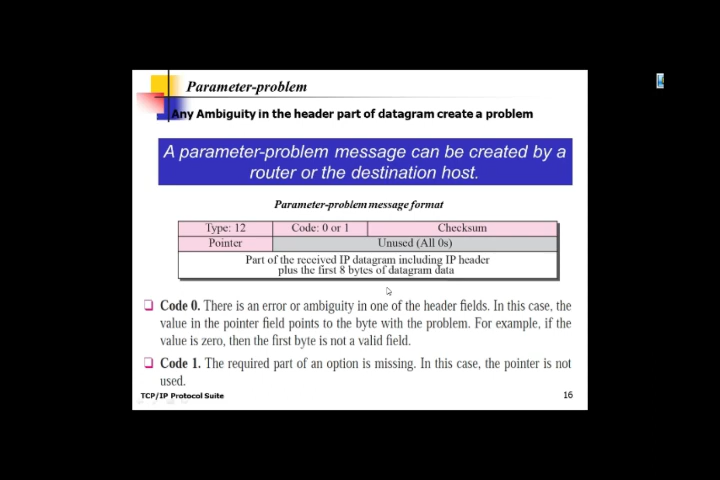 Parameter-problem
Any Ambiguity in the header part of datagram create a problem
A parameter-problem message can be created by a
router or the destination host.
Parameter-problem message format
Type: 12 Code: 0 or 1 Checksum
Pointer Unused (All 0s)
Part of the received IP datagram including IP header
plus the first 8 bytes of datagram data
❑ Code 0. There is an error or ambiguity in one of the header fields. In this case, the
value in the pointer field points to the byte with the problem. For example, if the
value is zero, then the first byte is not a valid field.
❑ Code 1. The required part of an option is missing. In this case, the pointer is not
used.
TCP/IP Protocol Suite 16